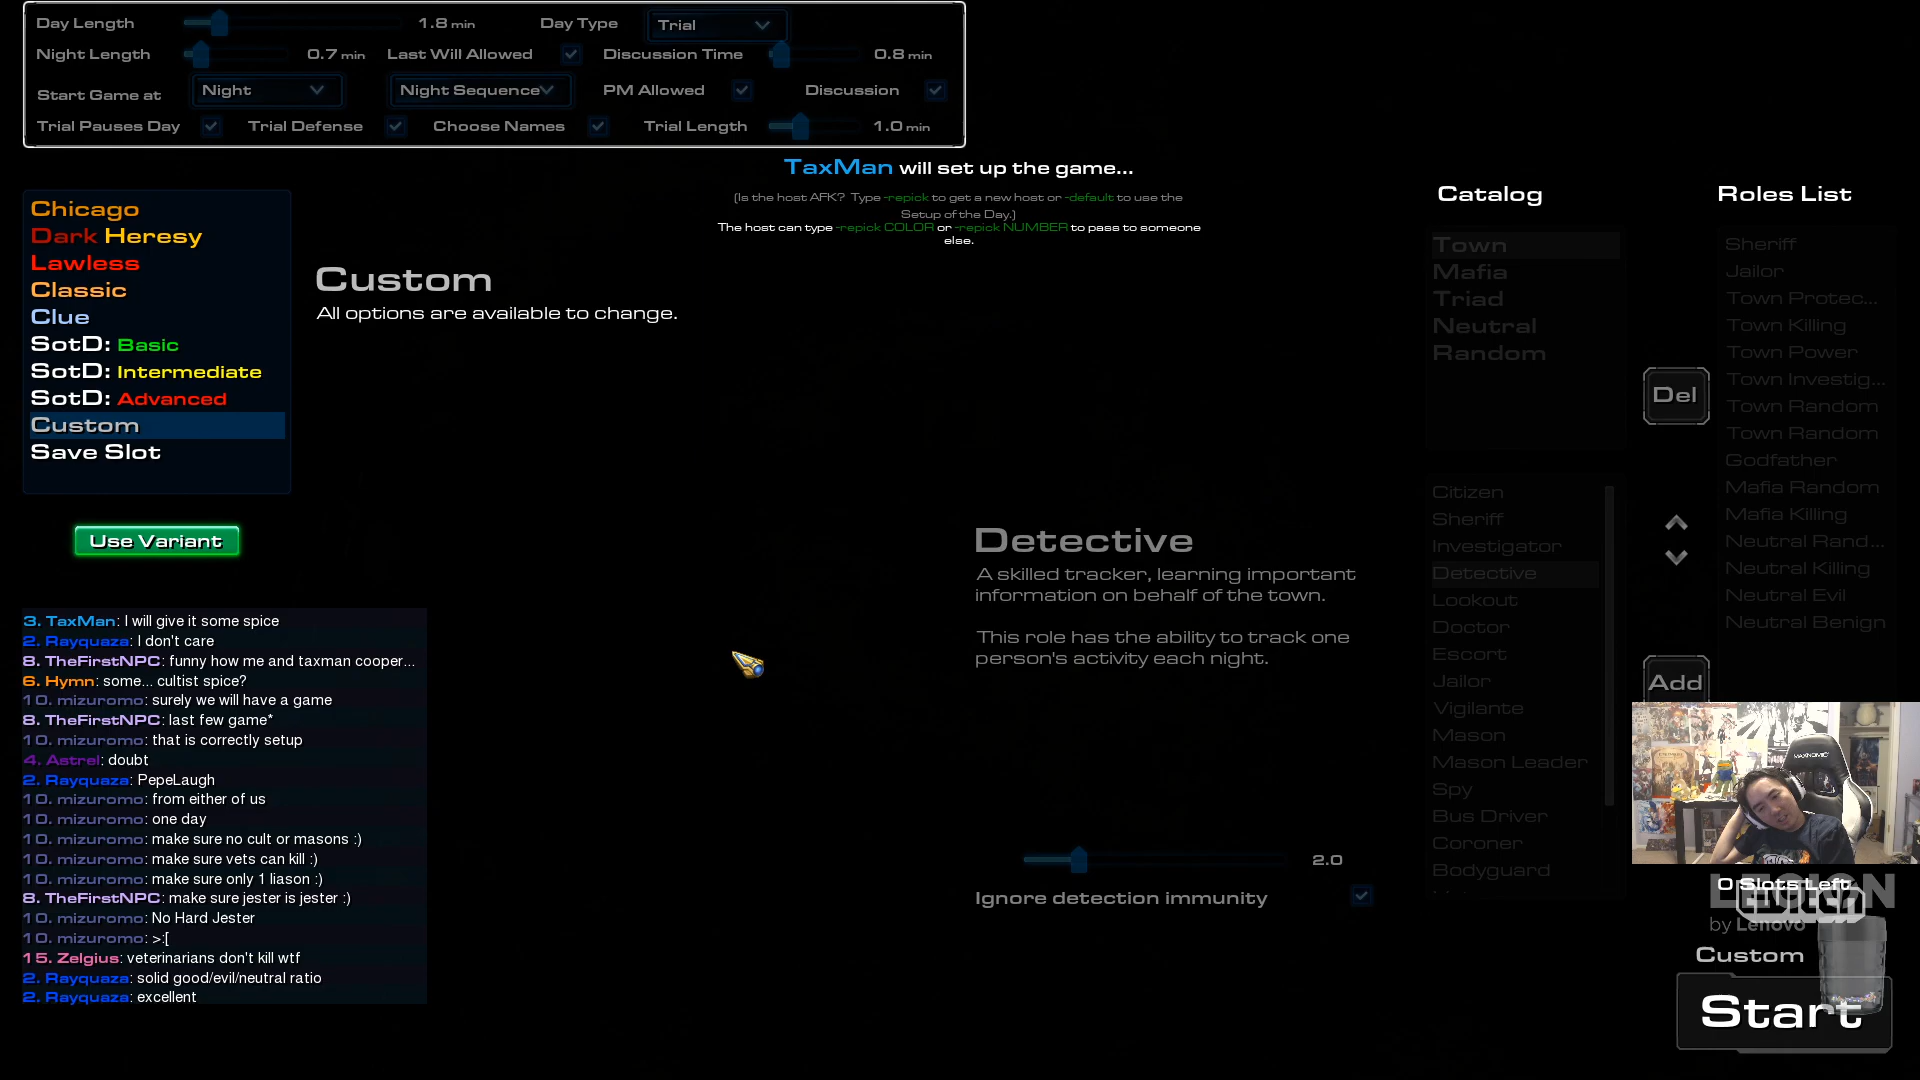 Day Length 1.8 min Day Type Trial
Night Length 0.7 min Last Will Allowed Discussion Time 0.8 min
Start Game at Night Night Sequence PM Allowed Discussion
Trial Pauses Day Trial Defense Choose Names Trial Length 1.0 min
TaxMan will set up the game...
(Is the host AFK? Type -repick to get a new host or -default to use the
Setup of the Day.)
The host can type -repick COLOR or -repick NUMBER to pass to someone
else.
Chicago
Dark Heresy
Lawless
Classic
Clue
SotD: Basic
SotD: Intermediate
SotD: Advanced
Custom
Save Slot
Use Variant
Custom
All options are available to change.
3. TaxMan: I will give it some spice
2. Rayquaza: I don't care
8. TheFirstNPC: funny how me and taxman cooper...
6. Hymn: some... cultist spice?
10. mizuromo: surely we will have a game
8. TheFirstNPC: last few game*
10. mizuromo: that is correctly setup
4. Astrel: doubt
2. Rayquaza: PepeLaugh
10. mizuromo: from either of us
10. mizuromo: one day
10. mizuromo: make sure no cult or masons :)
10. mizuromo: make sure vets can kill :)
10. mizuromo: make sure only 1 liason :)
8. TheFirstNPC: make sure jester is jester :)
10. mizuromo: No Hard Jester
10. mizuromo: >:[
15. Zelgius: veterinarians don't kill wtf
2. Rayquaza: solid good/evil/neutral ratio
2. Rayquaza: excellent
Detective
A skilled tracker, learning important
information on behalf of the town.
This role has the ability to track one
person's activity each night.
2.0
Ignore detection immunity
Catalog
Town
Mafia
Triad
Neutral
Random
Citizen
Sheriff
Investigator
Detective
Lookout
Doctor
Escort
Jailor
Vigilante
Mason
Mason Leader
Spy
Bus Driver
Coroner
Bodyguard
Del
Add
Roles List
Sheriff
Jailor
Town Protec...
Town Killing
Town Power
Town Investig...
Town Random
Town Random
Godfather
Mafia Random
Mafia Killing
Neutral Rand...
Neutral Killing
Neutral Evil
Neutral Benign
MAXNOMIC
0 Slots Left
LEGION
by Lenovo
Custom
Start